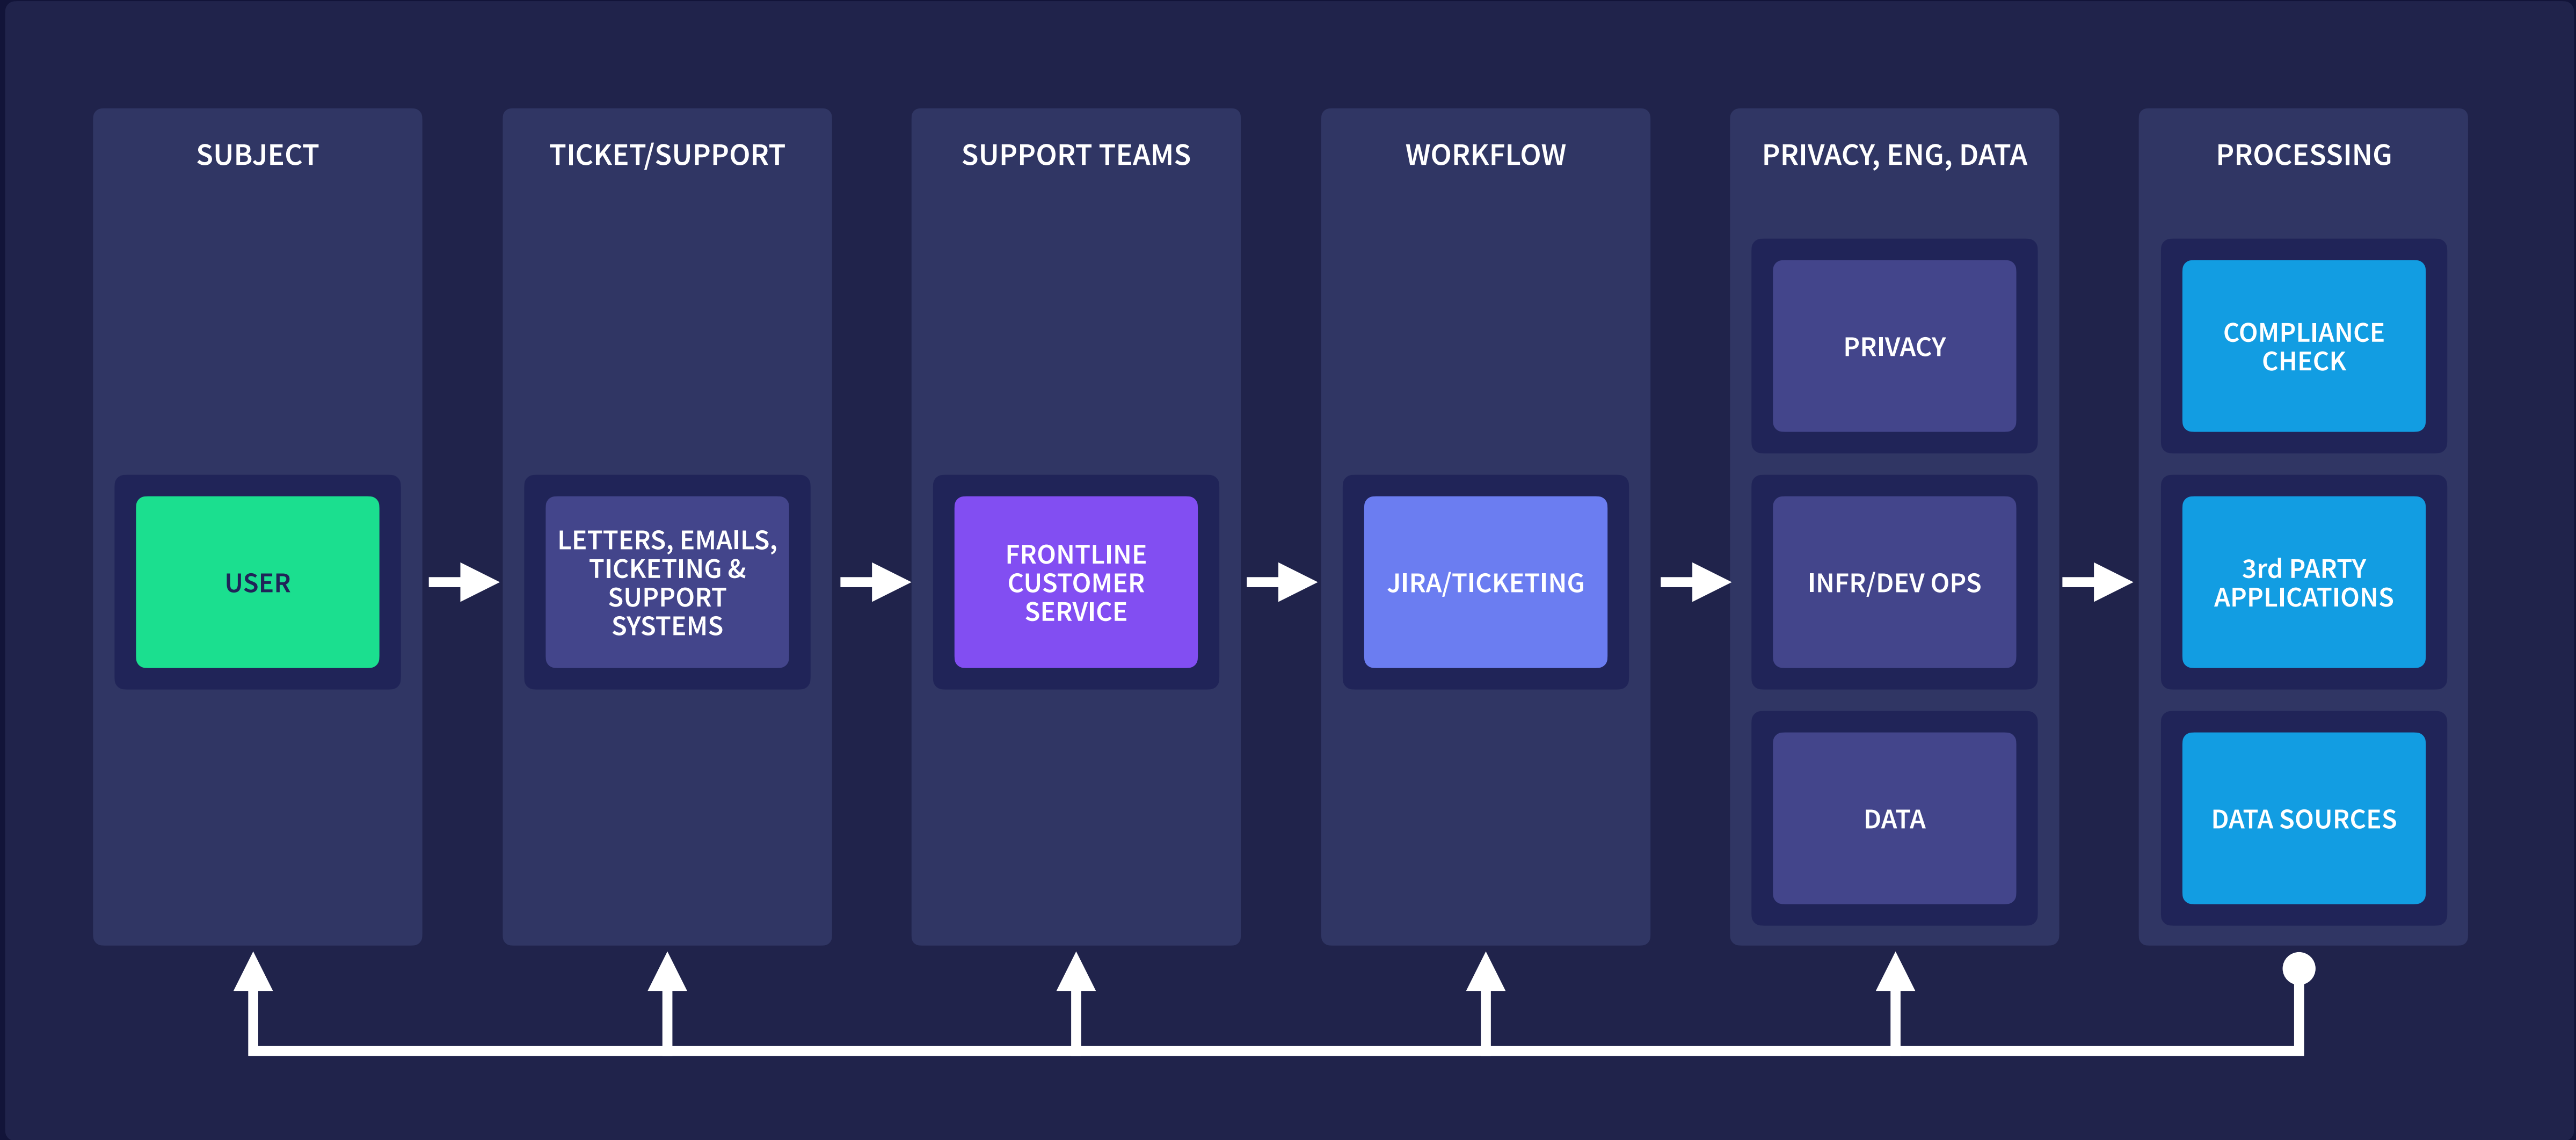 SUBJECT
TICKET/SUPPORT
SUPPORT TEAMS
WORKFLOW
PRIVACY, ENG, DATA
PROCESSING
USER
LETTERS, EMAILS,
TICKETING &
SUPPORT
SYSTEMS
FRONTLINE
CUSTOMER
SERVICE
JIRA/TICKETING
PRIVACY
INFR/DEV OPS
DATA
COMPLIANCE
CHECK
3rd PARTY
APPLICATIONS
DATA SOURCES